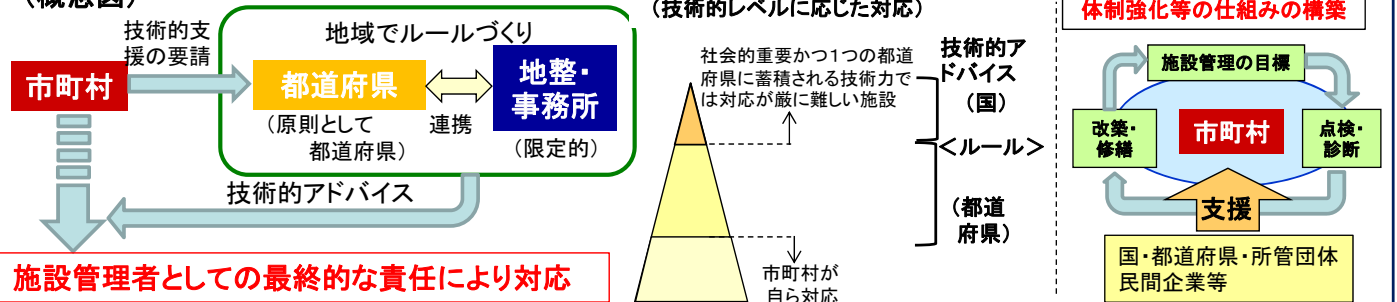 （概念図）
技術的支
援の要請
市町村
地域でルールづくり
都道府県
（原則として
都道府県）
連携
地整・
事務所
（限定的）
技術的アドバイス
施設管理者としての最終的な責任により対応
（技術的レベルに応じた対応）
社会的重要かつ１つの都道
府県に蓄積される技術力で
は対応が厳に難しい施設
技術的ア
ドバイス
（国）
＜ルール＞
（都道
府県）
市町村が
自ら対応
体制強化等の仕組みの構築
施設管理の目標
改築・
修繕
市町村
点検・
診断
支援
国・都道府県・所管団体
民間企業等